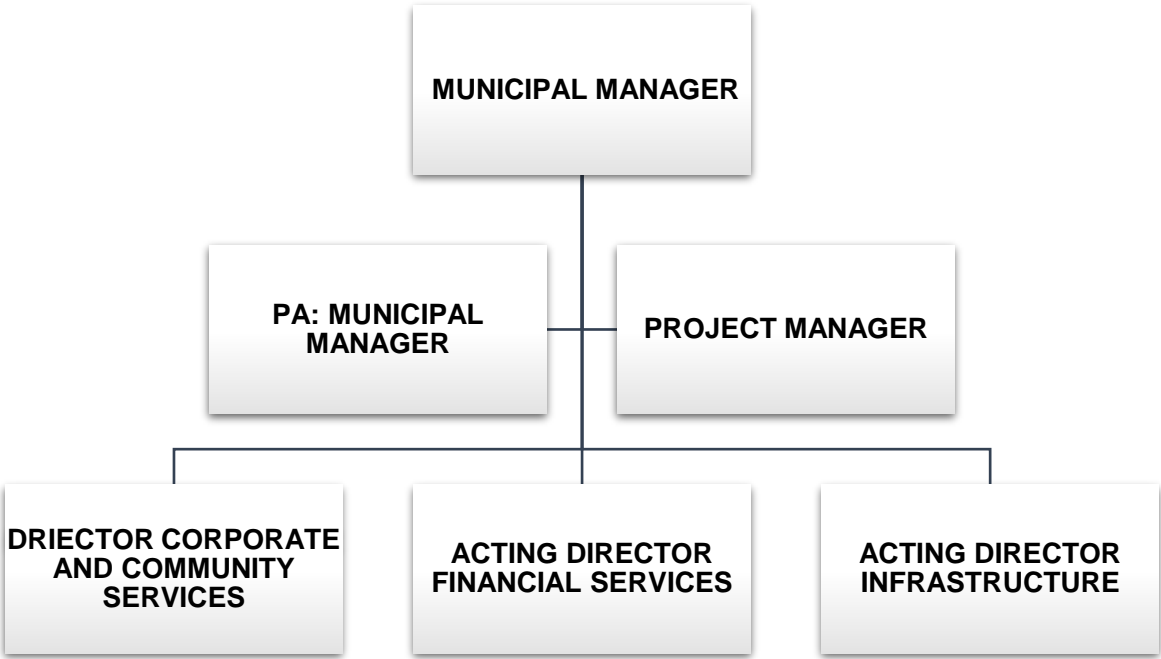 MUNICIPAL MANAGER
PA: MUNICIPAL
MANAGER
PROJECT MANAGER
DRIECTOR CORPORATE
AND COMMUNITY
SERVICES
ACTING DIRECTOR
FINANCIAL SERVICES
ACTING DIRECTOR
INFRASTRUCTURE